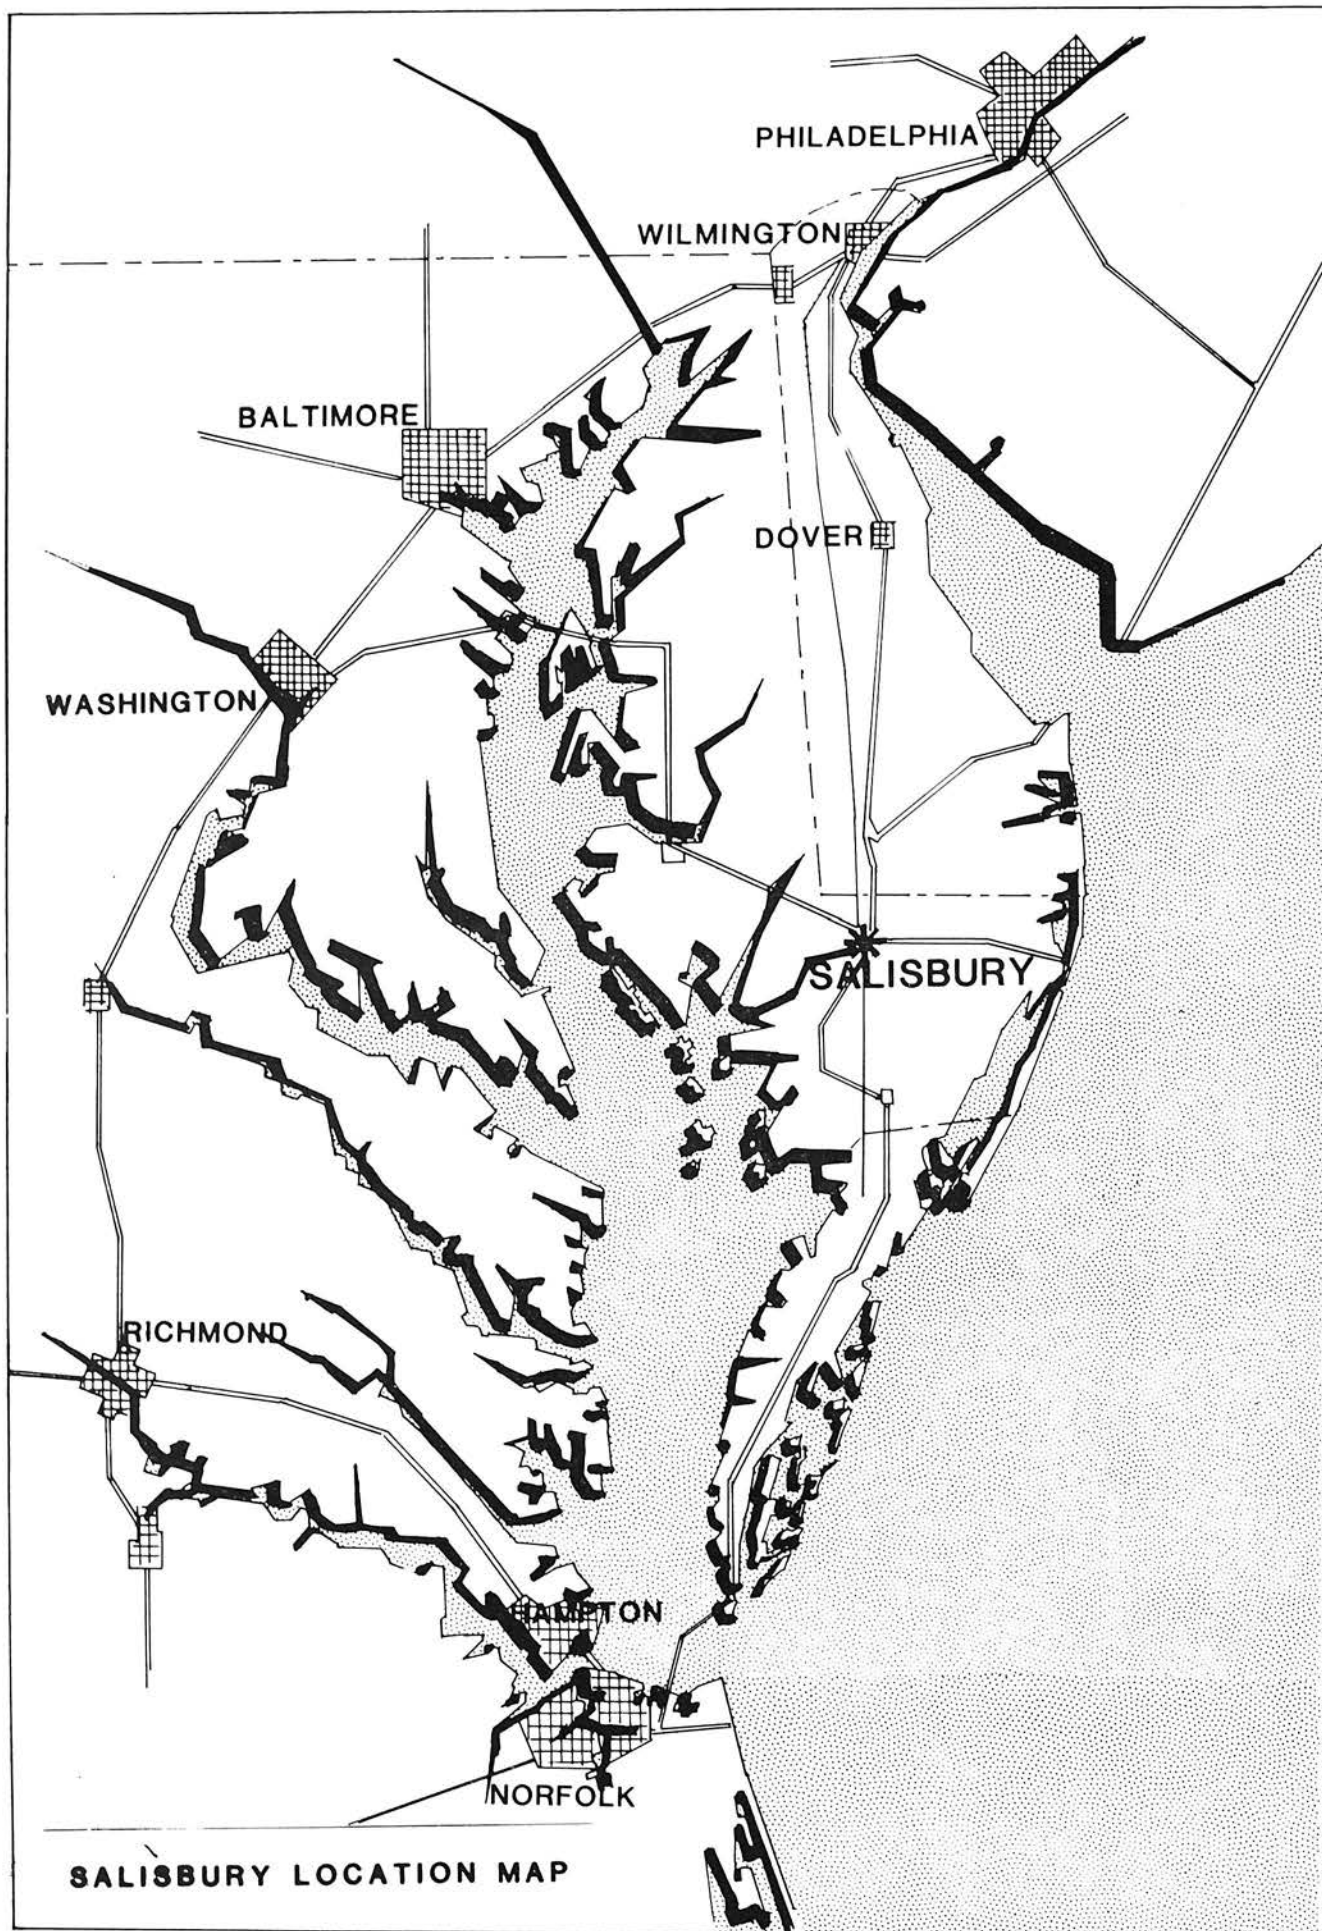 PHILADELPHIA
WILMINGTON
BALTIMORE
DOVER
WASHINGTON
SALISBURY
RICHMOND
HAMPTON
NORFOLK
SALISBURY LOCATION MAP